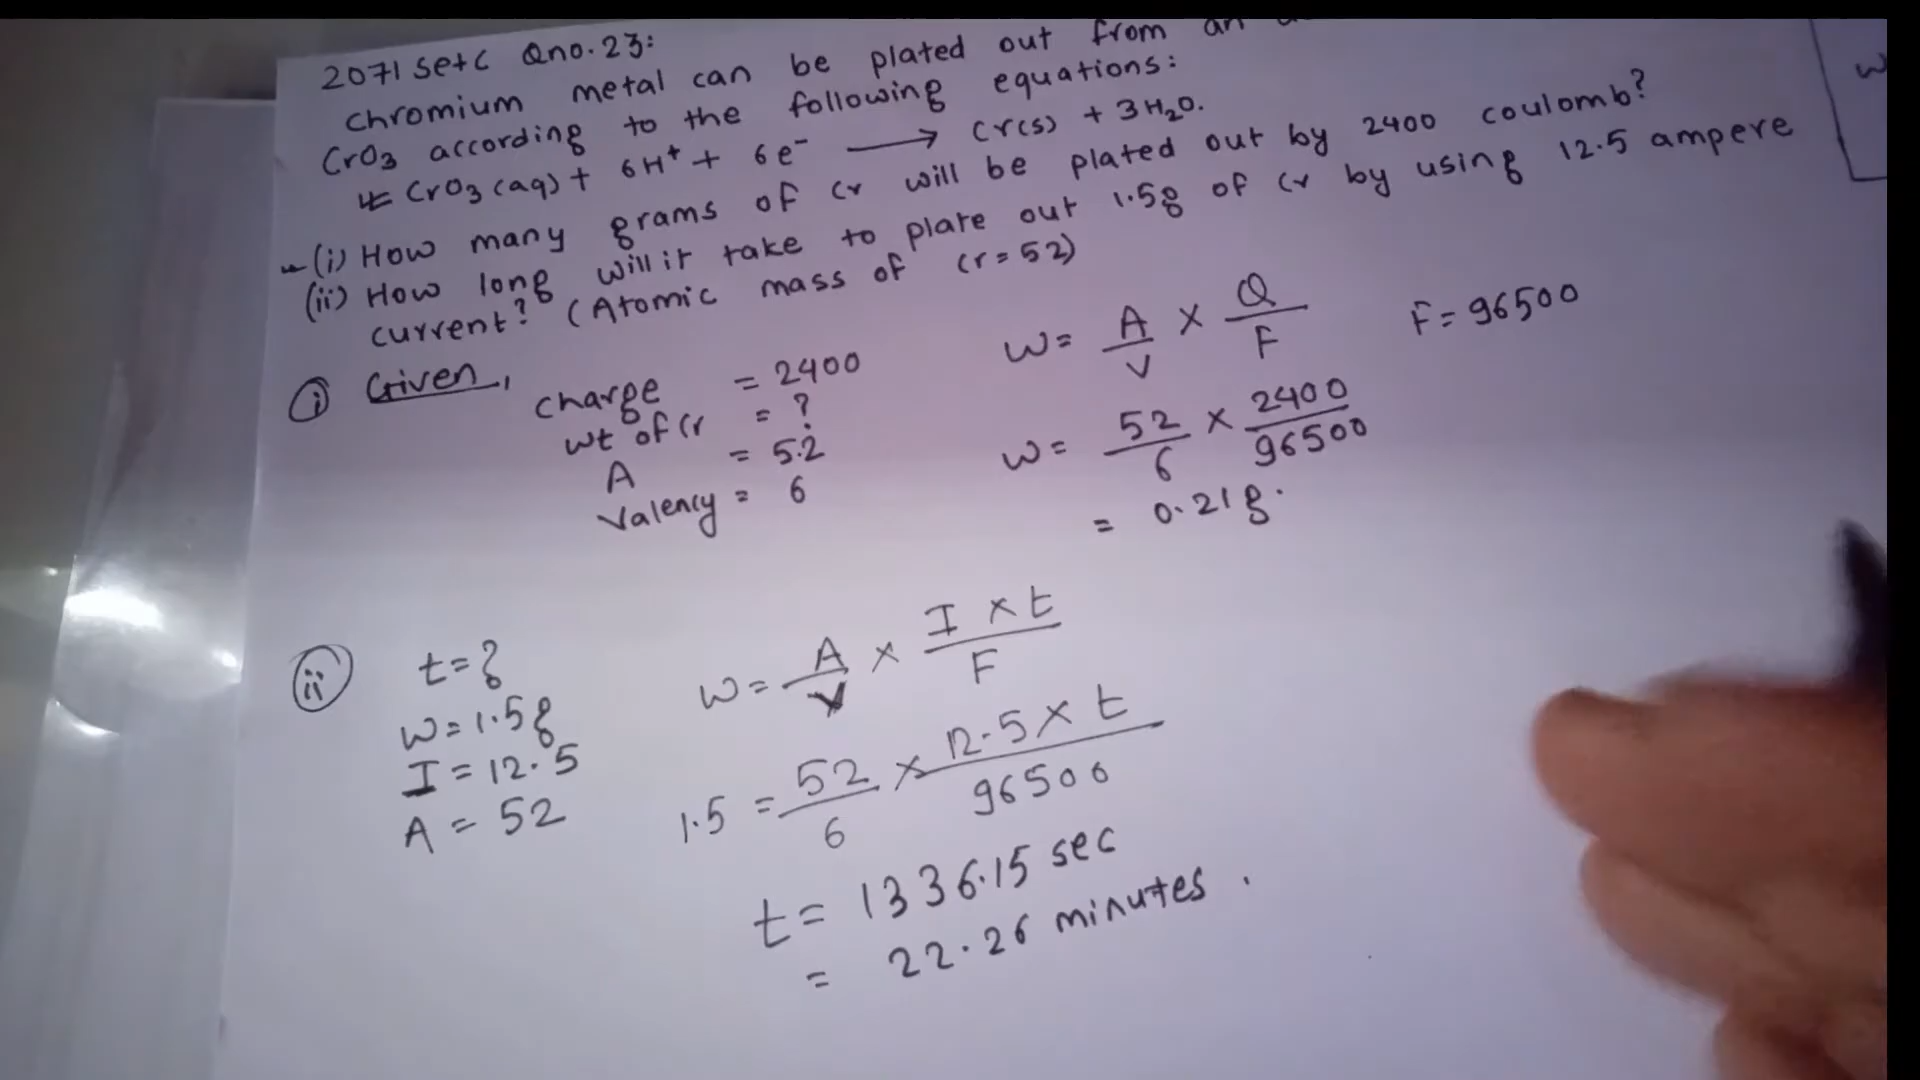 2071 Set C Qno.23:
Chromium metal can be plated out from an
CrO3 according to the following equations:
CrO3 (aq) + 6H+ + 6e- → Cr(s) + 3H2O.
(i) How many grams of Cr will be plated out by 2400 coulomb?
(ii) How long will it take to plate out 1.5g of Cr by using 12.5 ampere
current? (Atomic mass of Cr = 52)
(i) Given,
charge = 2400
wt of Cr = ?
A = 52
Valency = 6
W = A/V × Q/F
F = 96500
W = 52/6 × 2400/96500
= 0.21g.
(ii) t = ?
W = 1.5g
I = 12.5
A = 52
W = A/V × I × t/F
1.5 = 52/6 × 12.5 × t/96500
t = 1336.15 sec
= 22.26 minutes.
W